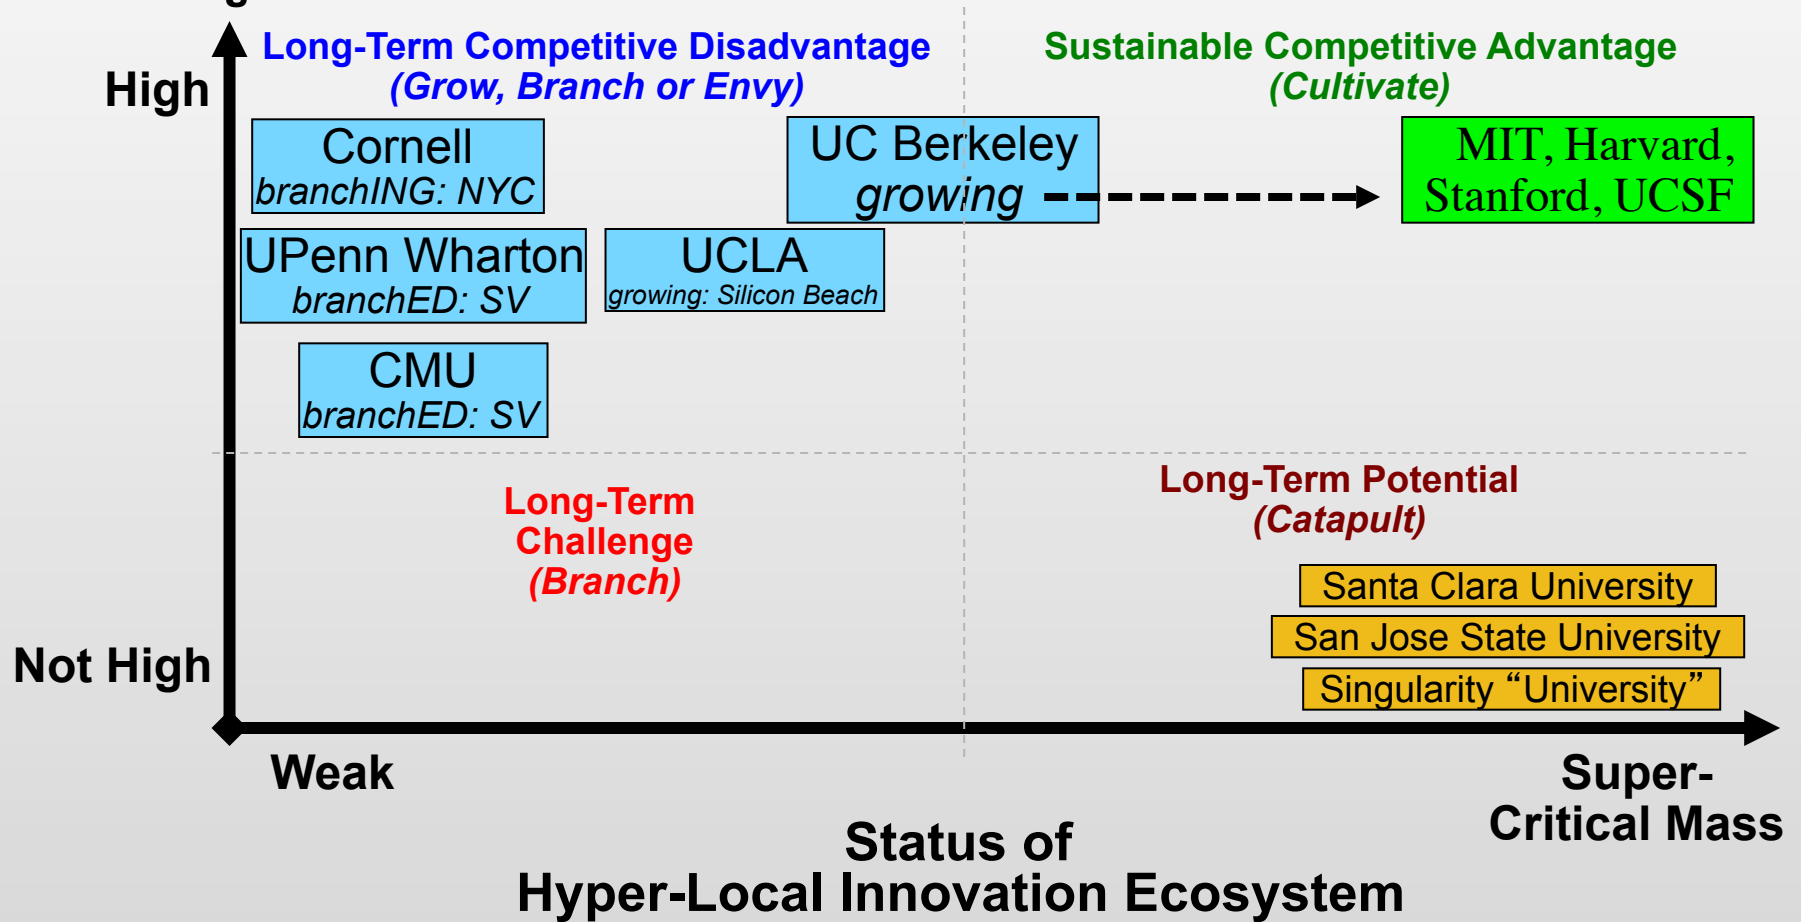 Long-Term Competitive Disadvantage
(Grow, Branch or Envy)
Sustainable Competitive Advantage
(Cultivate)
High
Cornell
branchING: NYC
UC Berkeley
growing
MIT, Harvard,
Stanford, UCSF
UPenn Wharton
branchED: SV
UCLA
growing: Silicon Beach
CMU
branchED: SV
Long-Term
Challenge
(Branch)
Long-Term Potential
(Catapult)
Santa Clara University
San Jose State University
Singularity “University”
Not High
Weak
Super-
Critical Mass
Status of
Hyper-Local Innovation Ecosystem